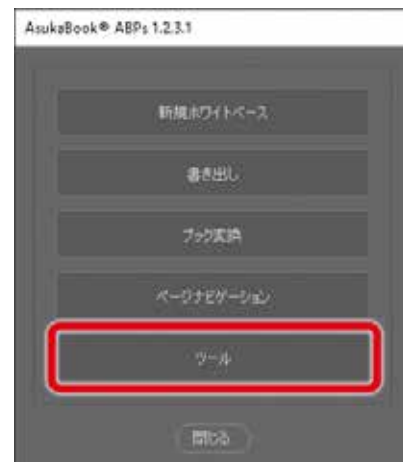 AsukaBook® ABPs 1.2.3.1
新規ホワイトベース
書き出し
ブック変換
ページナビゲーション
ツール
閉じる